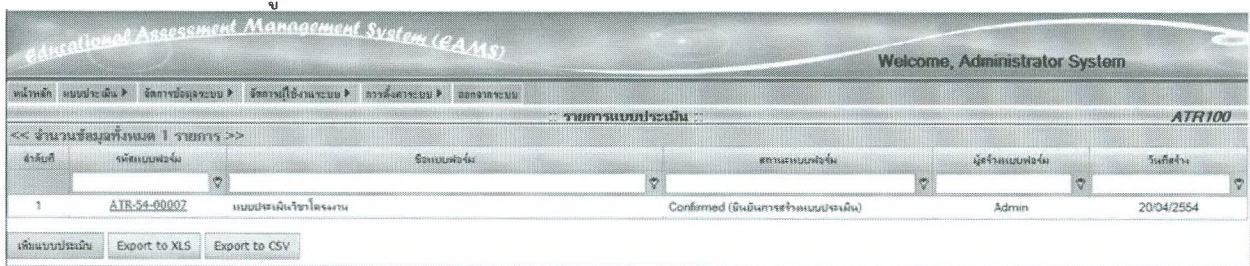 Educational Assessment Management System (EAMS)
Welcome, Administrator System
หน้าหลัก แบบประเมิน จัดการข้อมูลระบบ จัดการผู้ใช้งานระบบ การตั้งค่าระบบ ออกจากระบบ
:: รายการแบบประเมิน :: ATR100
<< จำนวนข้อมูลทั้งหมด 1 รายการ >>
ลำดับที่ รหัสแบบฟอร์ม ชื่อแบบฟอร์ม สถานะแบบฟอร์ม ผู้สร้างแบบฟอร์ม วันที่สร้าง
1 ATR-54-00007 แบบประเมินวิชาโครงงาน Confirmed (ยืนยันการสร้างแบบประเมิน) Admin 20/04/2554
เพิ่มแบบประเมิน Export to XLS Export to CSV